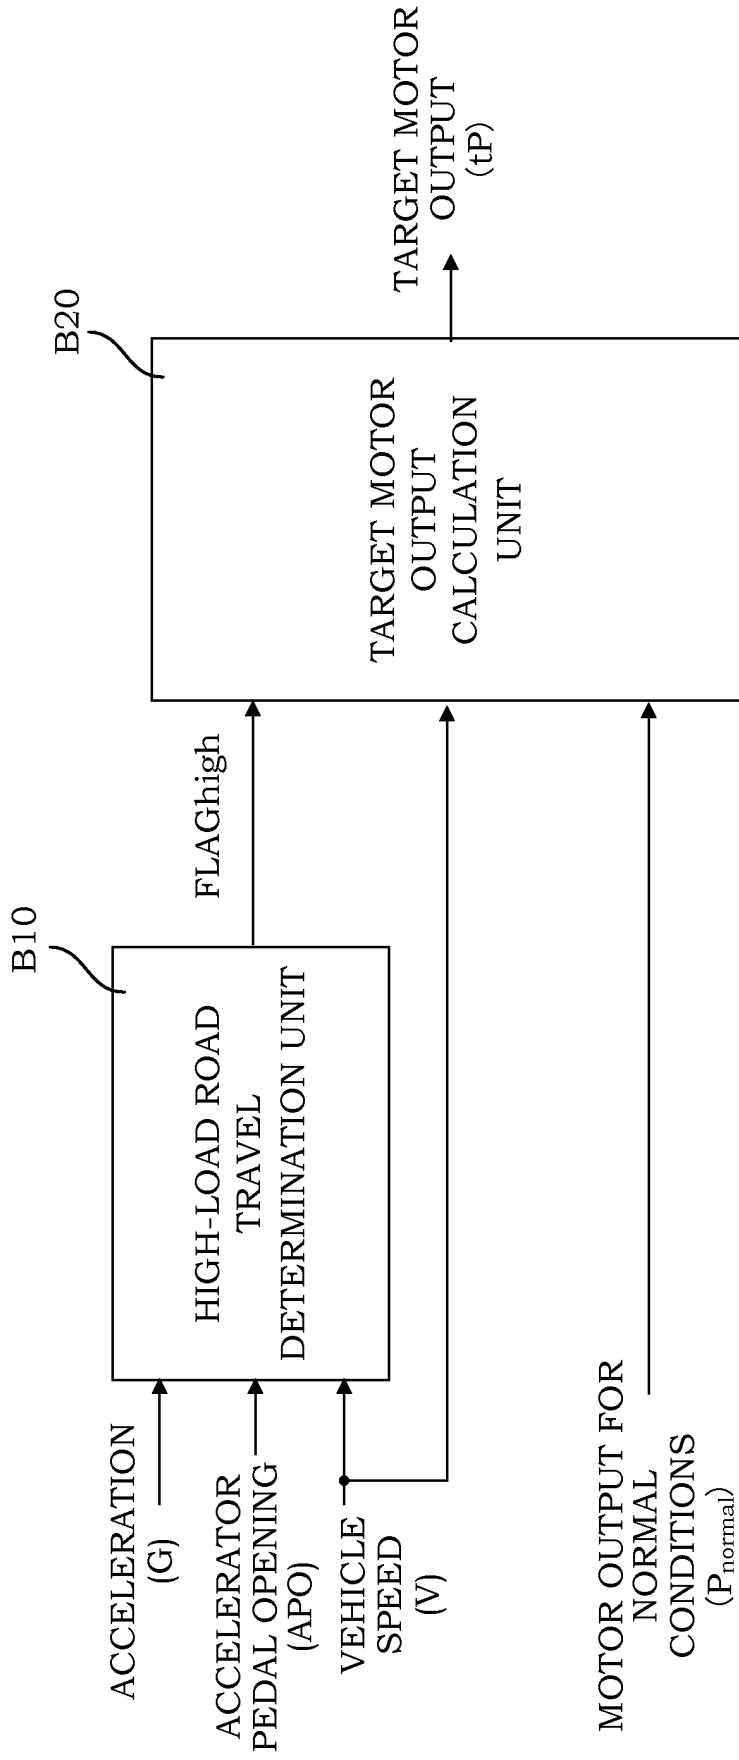 B10
B20
ACCELERATION
(G)
ACCELERATOR
PEDAL OPENING
(APO)
VEHICLE
SPEED
(V)
HIGH-LOAD ROAD
TRAVEL
DETERMINATION UNIT
FLAGhigh
MOTOR OUTPUT FOR
NORMAL
CONDITIONS
(Pnormal)
TARGET MOTOR
OUTPUT
CALCULATION
UNIT
TARGET MOTOR
OUTPUT
(tP)